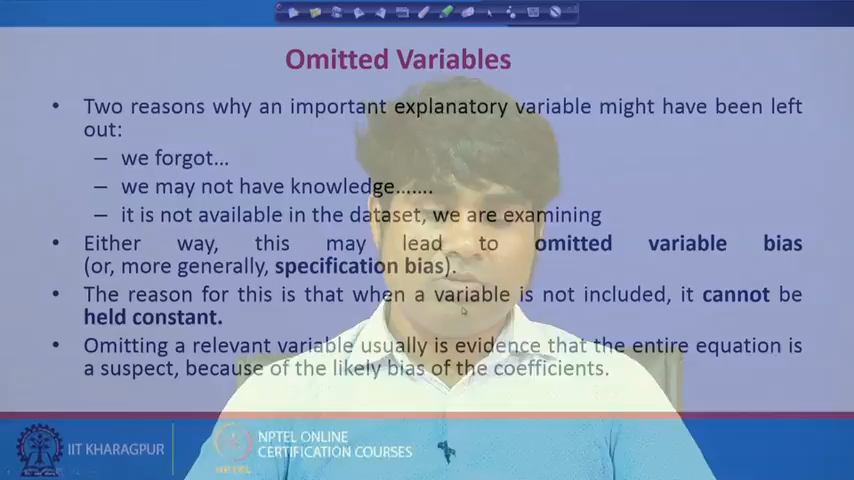 Omitted Variables
• Two reasons why an important explanatory variable might have been left
out:
– we forgot...
– we may not have knowledge.......
– it is not available in the dataset, we are examining
• Either way, this may lead to omitted variable bias
(or, more generally, specification bias).
• The reason for this is that when a variable is not included, it cannot be
held constant.
• Omitting a relevant variable usually is evidence that the entire equation is
a suspect, because of the likely bias of the coefficients.
IIT KHARAGPUR
NPTEL
NPTEL ONLINE
CERTIFICATION COURSES